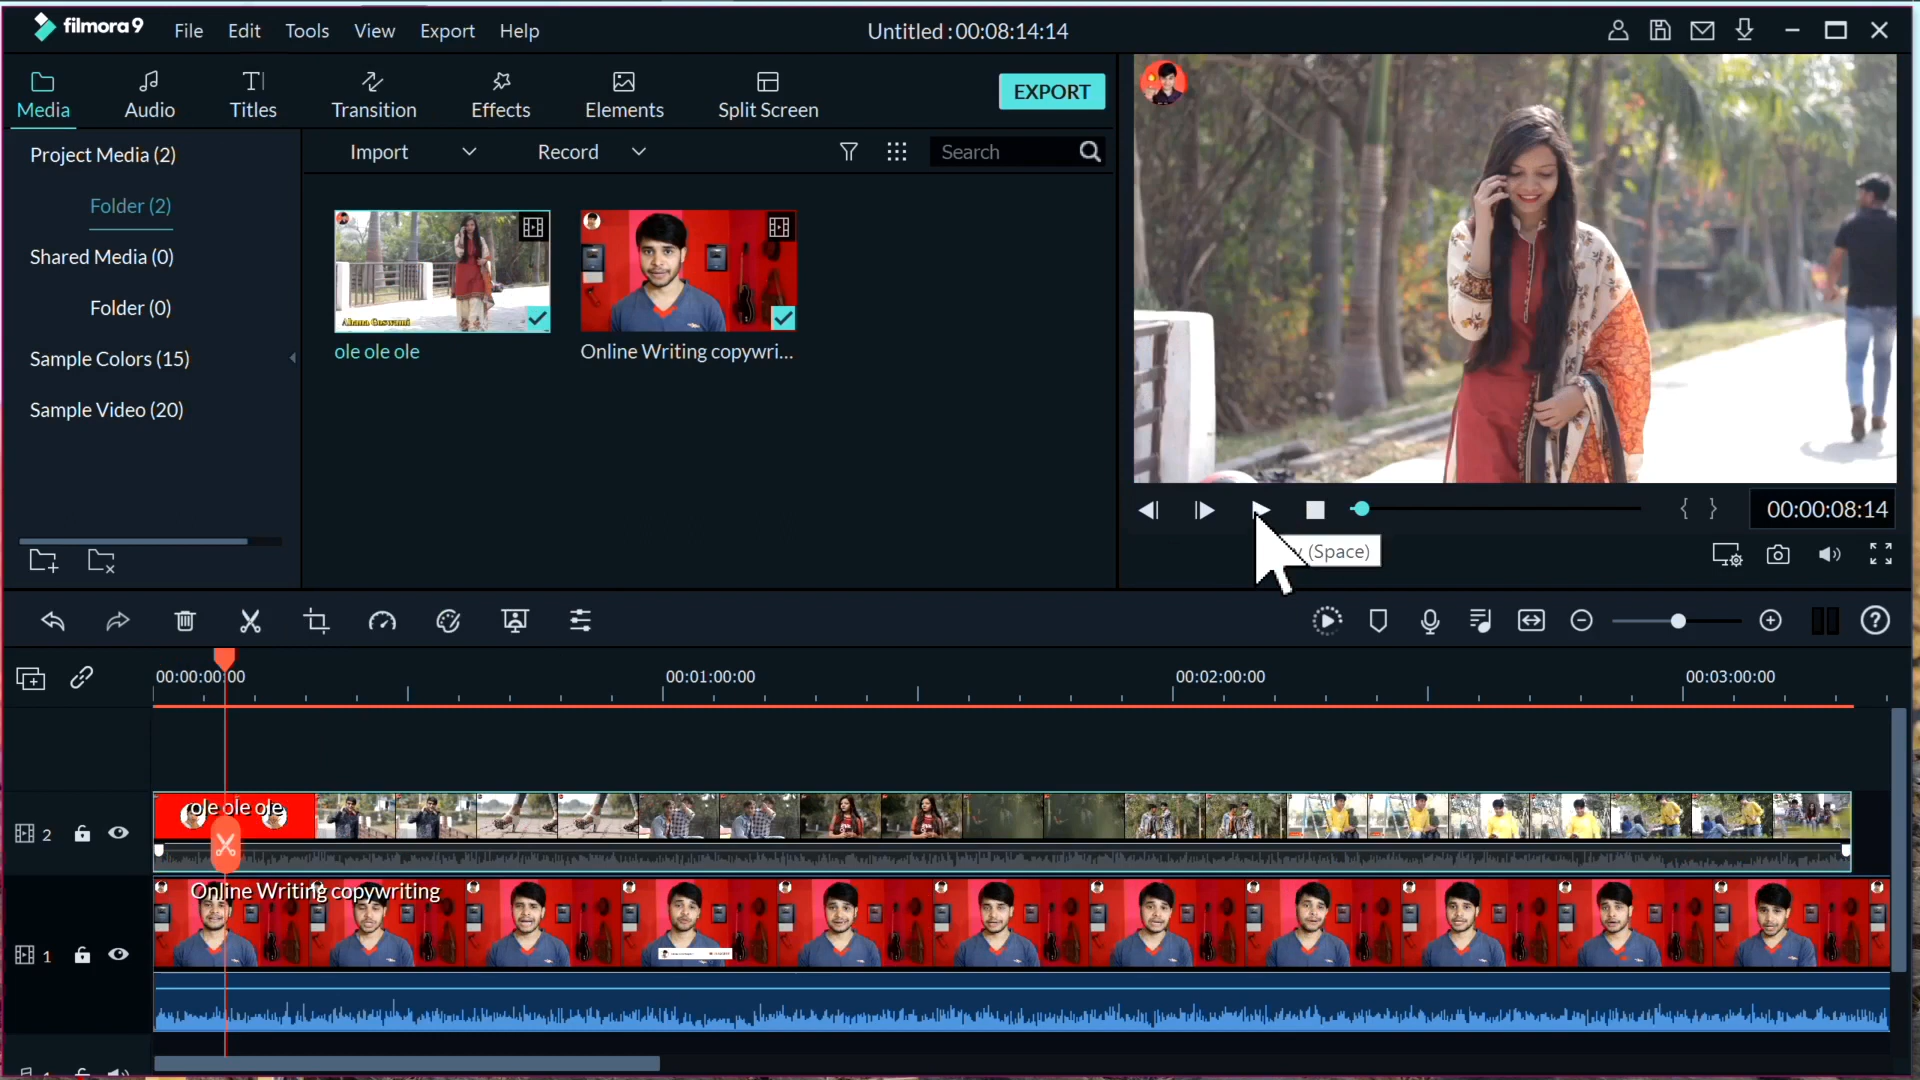 filmora9 File Edit Tools View Export Help Untitled : 00:08:14:14
Media Audio Titles Transition Effects Elements Split Screen EXPORT
Project Media (2) Import Record Search
Folder (2)
Shared Media (0)
Folder (0)
Sample Colors (15)
Sample Video (20)
Ahana Goswami
ole ole ole Online Writing copywri...
{ } 00:00:08:14
(Space)
00:00:00:00 00:01:00:00 00:02:00:00 00:03:00:00
2 ole ole ole
1 Online Writing copywriting